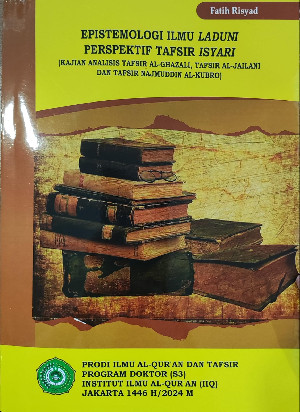 Fatih Risyad
EPISTEMOLOGI ILMU LADUNI
PERSPEKTIF TAFSIR ISYARI
(KAJIAN ANALISIS TAFSIR AL-GHAZALI, TAFSIR AL-JAILANI
DAN TAFSIR NAJMUDDIN AL-KUBRO)
PRODI ILMU AL-QUR'AN DAN TAFSIR
PROGRAM DOKTOR (S3)
INSTITUT ILMU AL-QUR'AN (IIQ)
JAKARTA 1446 H/2024 M